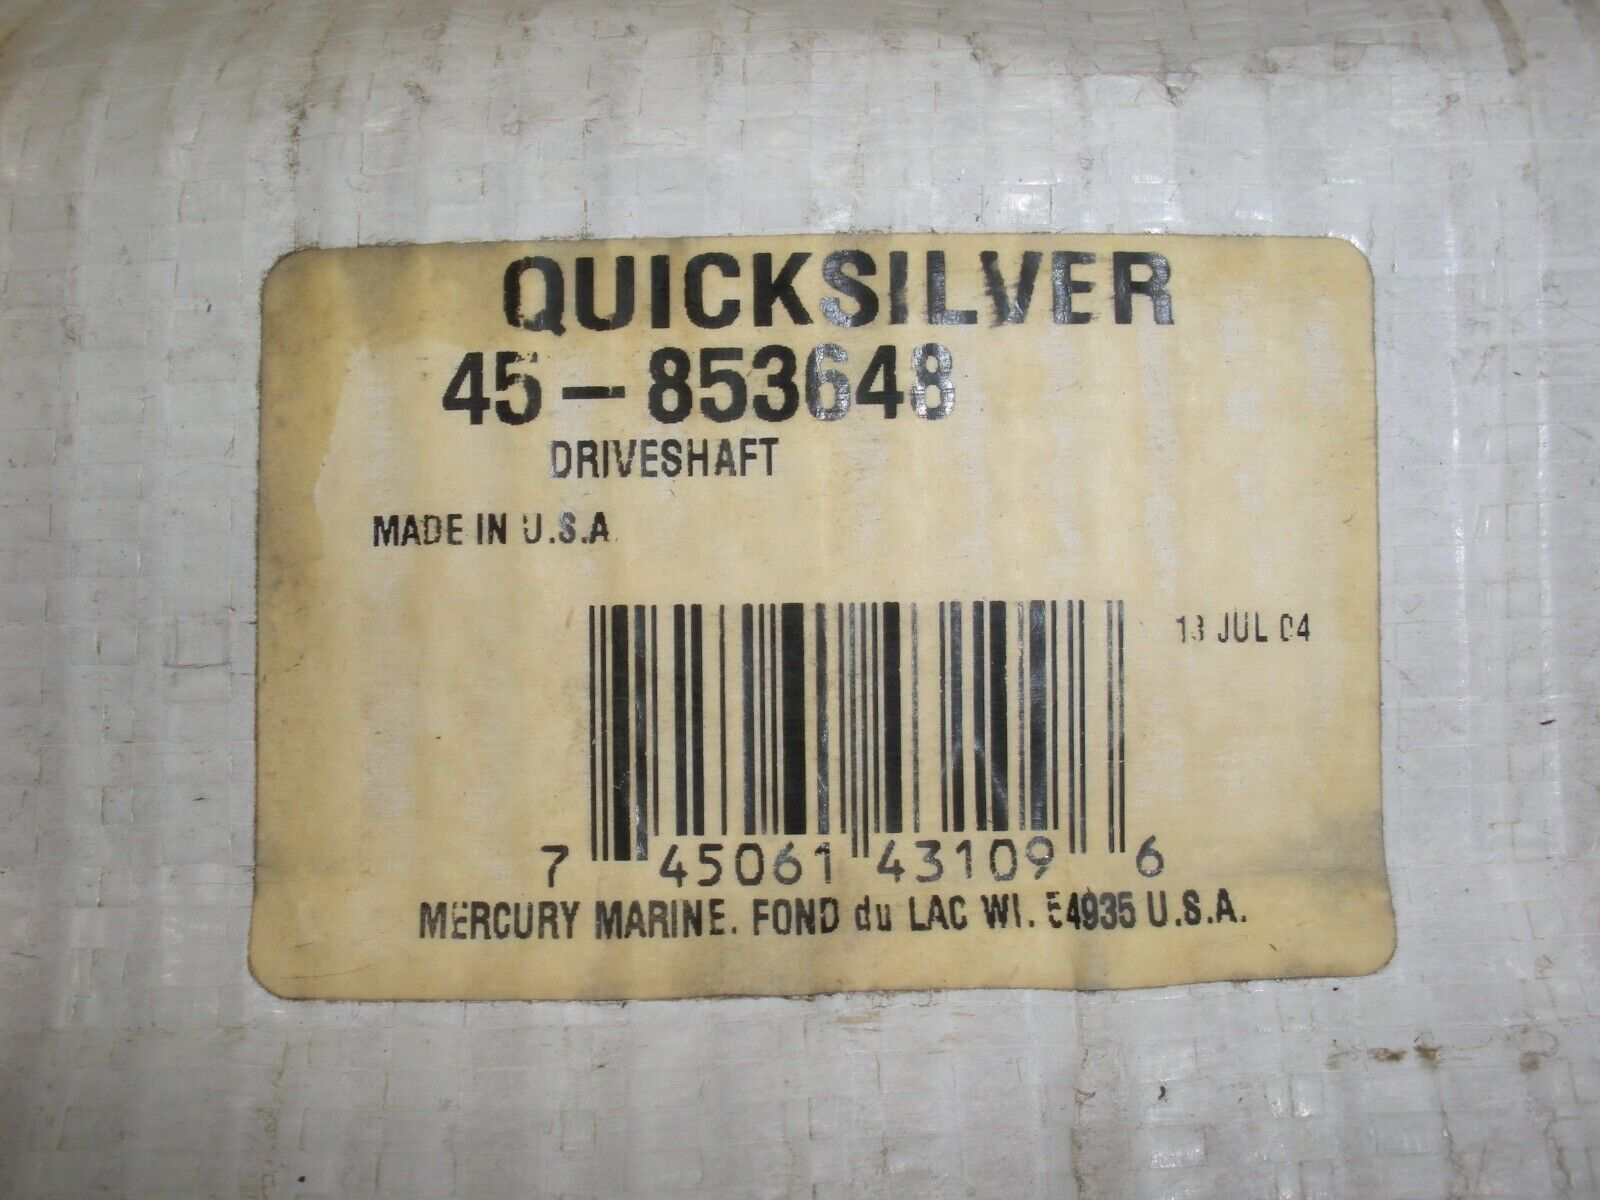 QUICKSILVER
45-853648
DRIVESHAFT
MADE IN U.S.A
13 JUL 04
7 45061 43109 6
MERCURY MARINE. FOND du LAC WI. 54935 U.S.A.